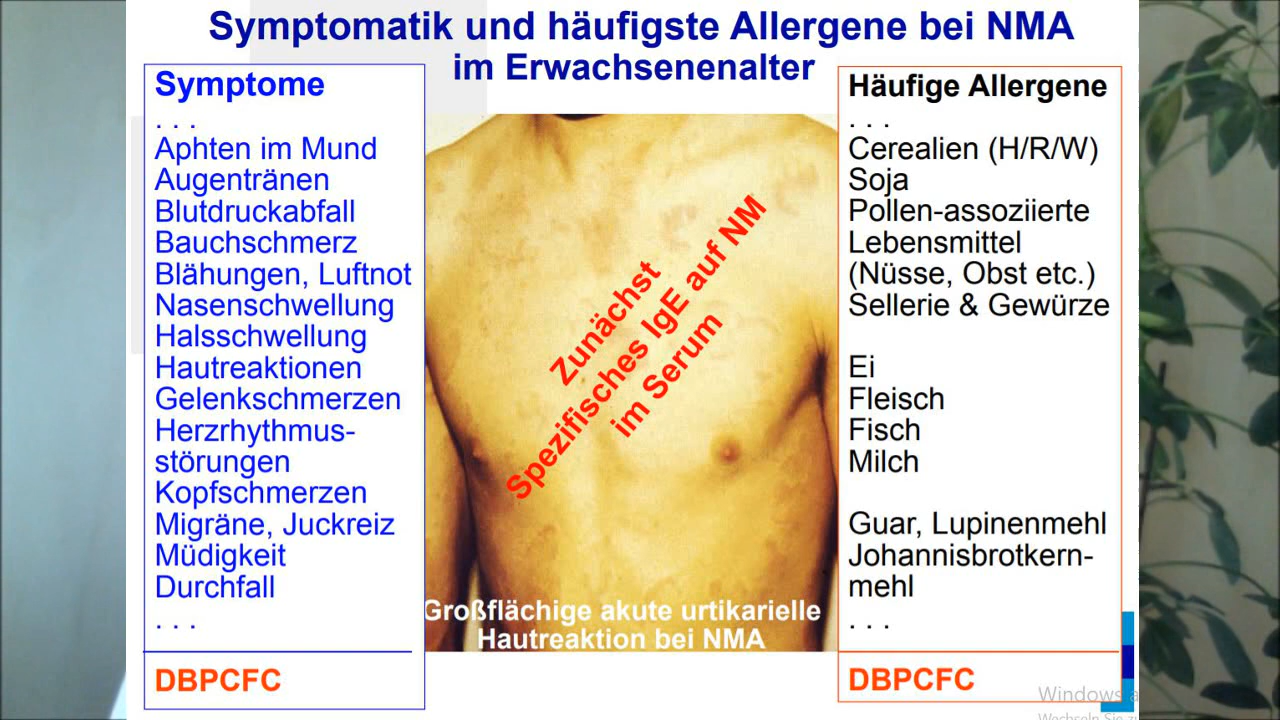 Symptomatik und häufigste Allergene bei NMA
im Erwachsenenalter
Symptome
. . .
Aphten im Mund
Augentränen
Blutdruckabfall
Bauchschmerz
Blähungen, Luftnot
Nasenschwellung
Halsschwellung
Hautreaktionen
Gelenkschmerzen
Herzrhythmus-
störungen
Kopfschmerzen
Migräne, Juckreiz
Müdigkeit
Durchfall
. . .
DBPCFC
Zunächst
Spezifisches IgE auf NM
im Serum
Großflächige akute urtikarielle
Hautreaktion bei NMA
Häufige Allergene
. . .
Cerealien (H/R/W)
Soja
Pollen-assoziierte
Lebensmittel
(Nüsse, Obst etc.)
Sellerie & Gewürze
Ei
Fleisch
Fisch
Milch
Guar, Lupinenmehl
Johannisbrotkern-
mehl
. . .
DBPCFC
Windows a
Wechseln Sie zu